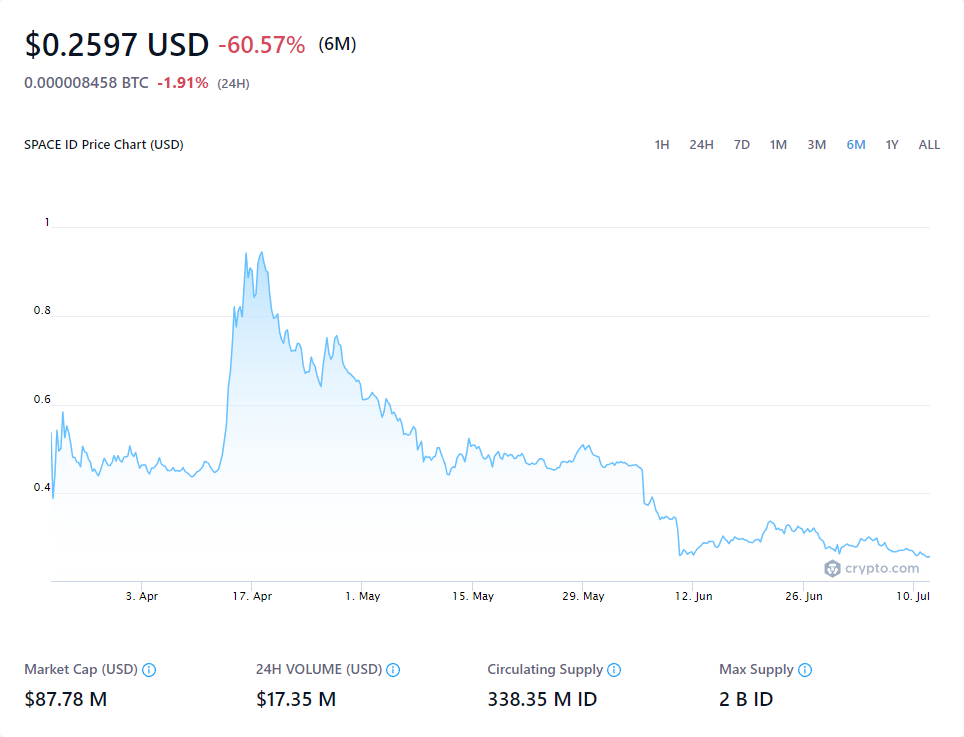 $0.2597 USD -60.57% (6M)
0.000008458 BTC -1.91% (24H)
SPACE ID Price Chart (USD) 1H 24H 7D 1M 3M 6M 1Y ALL
1
0.8
0.6
0.4
crypto.com
3. Apr 17. Apr 1. May 15. May 29. May 12. Jun 26. Jun 10. Jul
Market Cap (USD) 24H VOLUME (USD) Circulating Supply Max Supply
$87.78 M $17.35 M 338.35 M ID 2 B ID